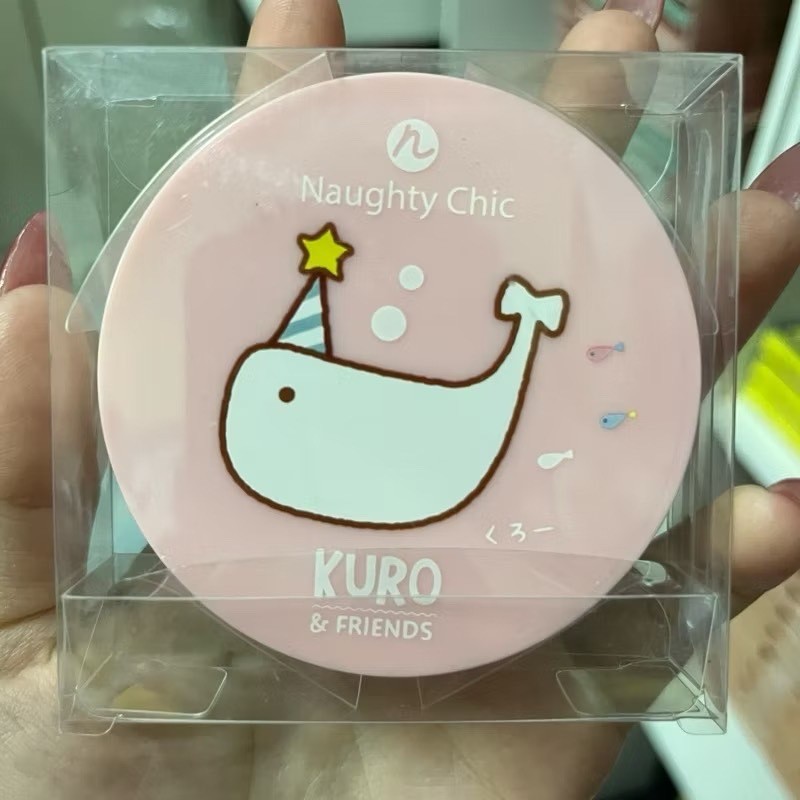 n
Naughty Chic
くろー
KURO
& FRIENDS